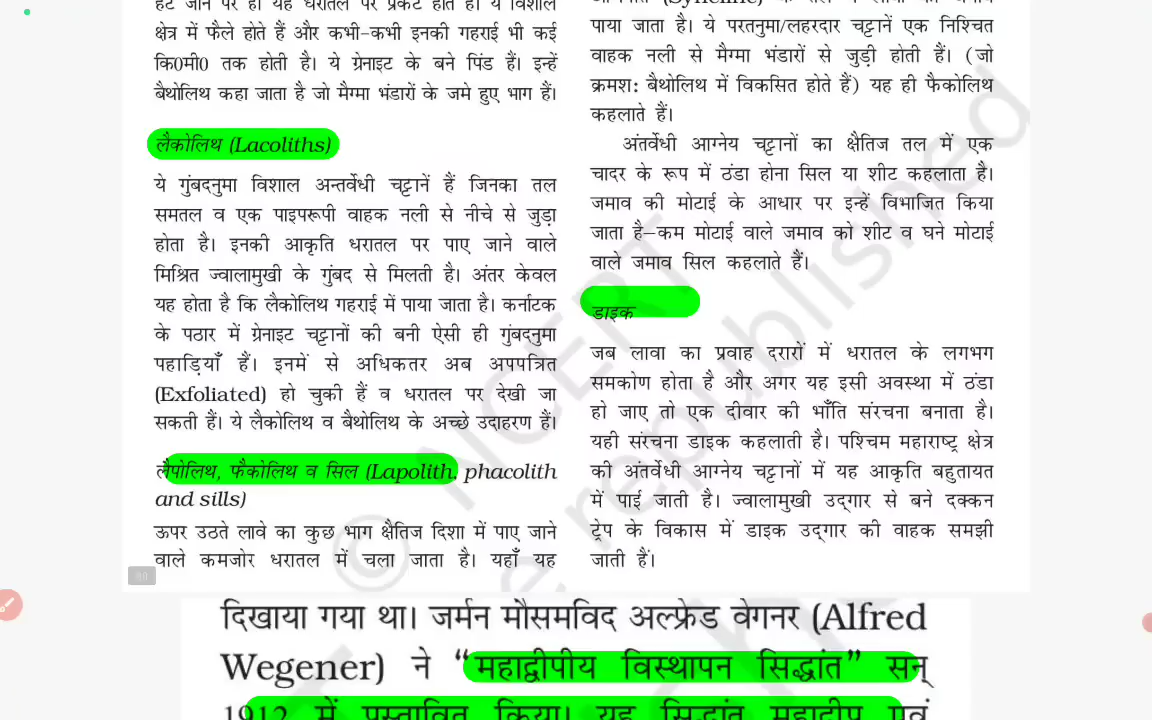 हट जाने पर ही यह धरातल पर प्रकट होते हैं। ये विशाल
क्षेत्र में फैले होते हैं और कभी-कभी इनकी गहराई भी कई
कि0मी0 तक होती है। ये ग्रेनाइट के बने पिंड हैं। इन्हें
बैथोलिथ कहा जाता है जो मैग्मा भंडारों के जमे हुए भाग हैं।
लैकोलिथ (Lacoliths)
ये गुंबदनुमा विशाल अन्तर्वेधी चट्टानें हैं जिनका तल
समतल व एक पाइपरूपी वाहक नली से नीचे से जुड़ा
होता है। इनकी आकृति धरातल पर पाए जाने वाले
मिश्रित ज्वालामुखी के गुंबद से मिलती है। अंतर केवल
यह होता है कि लैकोलिथ गहराई में पाया जाता है। कर्नाटक
के पठार में ग्रेनाइट चट्टानों की बनी ऐसी ही गुंबदनुमा
पहाड़ियाँ हैं। इनमें से अधिकतर अब अपपत्रित
(Exfoliated) हो चुकी हैं व धरातल पर देखी जा
सकती हैं। ये लैकोलिथ व बैथोलिथ के अच्छे उदाहरण हैं।
लैपोलिथ, फैकोलिथ व सिल (Lapolith, phacolith
and sills)
ऊपर उठते लावे का कुछ भाग क्षैतिज दिशा में पाए जाने
वाले कमजोर धरातल में चला जाता है। यहाँ यह
(Syncline) के
पाया जाता है। ये परतनुमा/लहरदार चट्टानें एक निश्चित
वाहक नली से मैग्मा भंडारों से जुड़ी होती हैं। (जो
क्रमश: बैथोलिथ में विकसित होते हैं) यह ही फैकोलिथ
कहलाते हैं।
अंतर्वेधी आग्नेय चट्टानों का क्षैतिज तल में एक
चादर के रूप में ठंडा होना सिल या शीट कहलाता है।
जमाव की मोटाई के आधार पर इन्हें विभाजित किया
जाता है–कम मोटाई वाले जमाव को शीट व घने मोटाई
वाले जमाव सिल कहलाते हैं।
डाइक
जब लावा का प्रवाह दरारों में धरातल के लगभग
समकोण होता है और अगर यह इसी अवस्था में ठंडा
हो जाए तो एक दीवार की भाँति संरचना बनाता है।
यही संरचना डाइक कहलाती है। पश्चिम महाराष्ट्र क्षेत्र
की अंतर्वेधी आग्नेय चट्टानों में यह आकृति बहुतायत
में पाई जाती है। ज्वालामुखी उद्गार से बने दक्कन
ट्रेप के विकास में डाइक उद्गार की वाहक समझी
जाती हैं।
© NCERT
republished
दिखाया गया था। जर्मन मौसमविद अल्फ्रेड वेगनर (Alfred
Wegener) ने “महाद्वीपीय विस्थापन सिद्धांत” सन्
1912 में प्रस्तावित किया। यह सिद्धांत महाद्वीप एवं